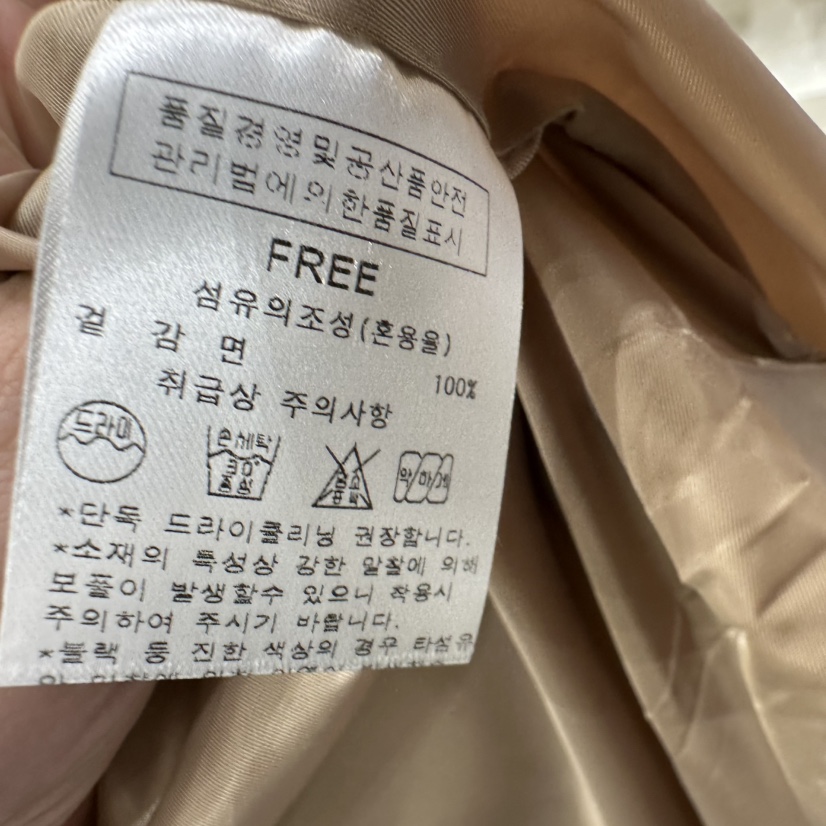 품질경영및공산품안전
관리법에의한품질표시
FREE
섬유의조성(혼용율)
겉 감 면
100%
취급상 주의사항
드라이
손세탁
30°
중성
약하게
*단독 드라이클리닝 권장합니다.
*소재의 특성상 강한 마찰에 의해
모풀이 발생할수 있으니 착용시
주의하여 주시기 바랍니다.
*블랙 등 진한 색상의 경우 타섬유